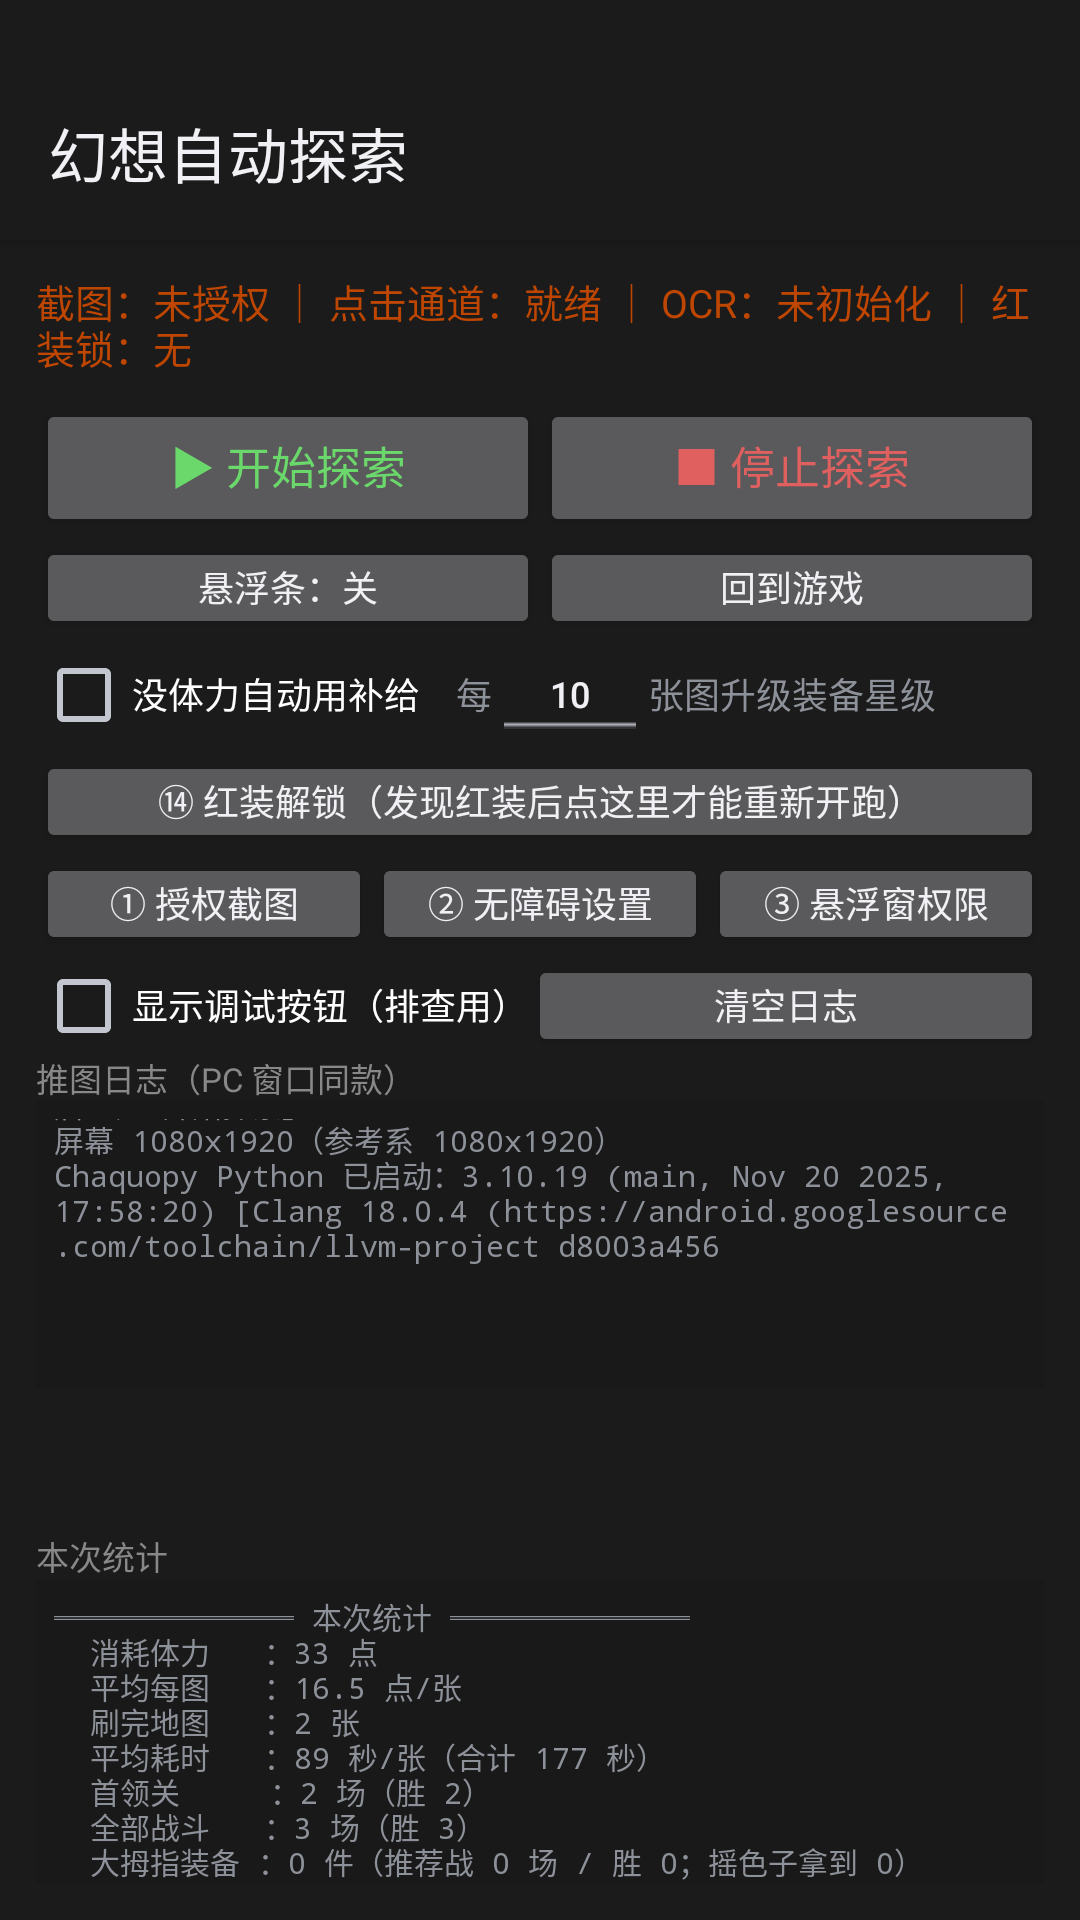 幻想自动探索
截图：未授权 ｜ 点击通道：就绪 ｜ OCR：未初始化 ｜ 红
装锁：无
▶ 开始探索
■ 停止探索
悬浮条：关
回到游戏
没体力自动用补给
每 10 张图升级装备星级
⑭ 红装解锁（发现红装后点这里才能重新开跑）
① 授权截图
② 无障碍设置
③ 悬浮窗权限
显示调试按钮（排查用）
清空日志
推图日志（PC 窗口同款）
屏幕 1080x1920（参考系 1080x1920）
Chaquopy Python 已启动：3.10.19 (main, Nov 20 2025,
17:58:20) [Clang 18.0.4 (https://android.googlesource
.com/toolchain/llvm-project d8003a456
本次统计
════════════ 本次统计 ════════════
消耗体力 ：33 点
平均每图 ：16.5 点/张
刷完地图 ：2 张
平均耗时 ：89 秒/张（合计 177 秒）
首领关 ：2 场（胜 2）
全部战斗 ：3 场（胜 3）
大拇指装备 ：0 件（推荐战 0 场 / 胜 0；摇色子拿到 0）